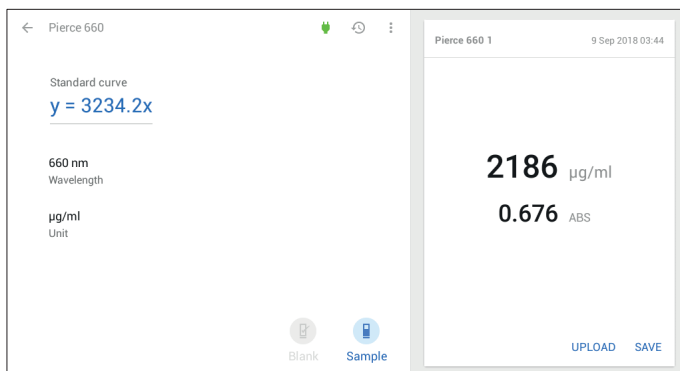 Pierce 660
Standard curve
y = 3234.2x
660 nm
Wavelength
µg/ml
Unit
Blank
Sample
Pierce 660 1
9 Sep 2018 03:44
2186 µg/ml
0.676 ABS
UPLOAD SAVE